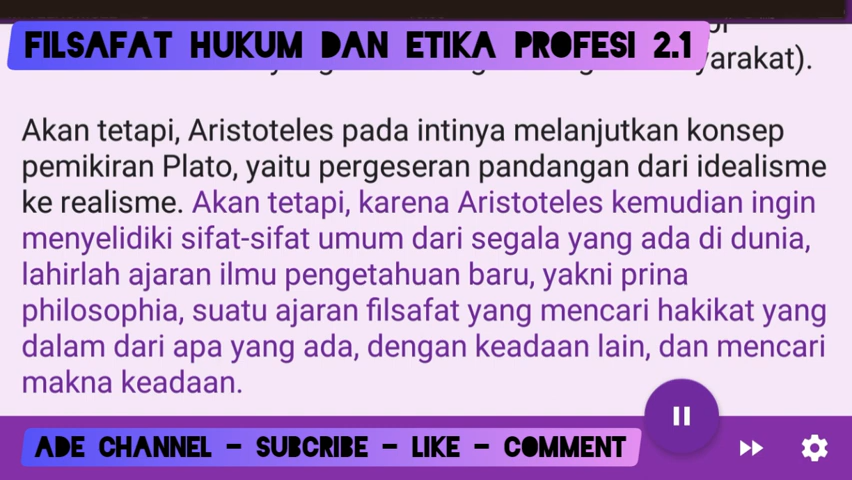 FILSAFAT HUKUM DAN ETIKA PROFESI 2.1
yarakat).
Akan tetapi, Aristoteles pada intinya melanjutkan konsep
pemikiran Plato, yaitu pergeseran pandangan dari idealisme
ke realisme. Akan tetapi, karena Aristoteles kemudian ingin
menyelidiki sifat-sifat umum dari segala yang ada di dunia,
lahirlah ajaran ilmu pengetahuan baru, yakni prina
philosophia, suatu ajaran filsafat yang mencari hakikat yang
dalam dari apa yang ada, dengan keadaan lain, dan mencari
makna keadaan.
ADE CHANNEL - SUBCRIBE - LIKE - COMMENT